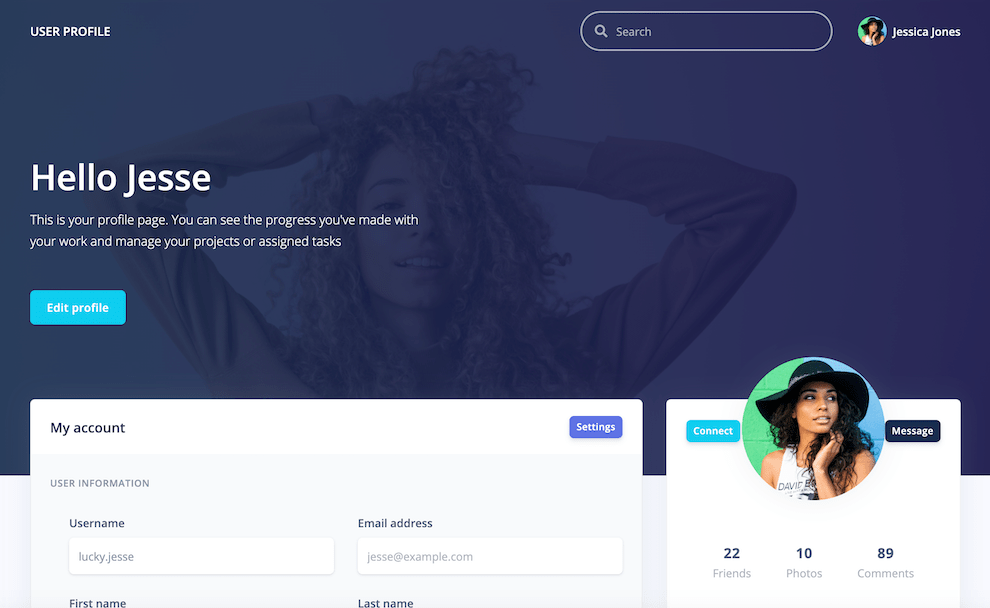 USER PROFILE
Search
Jessica Jones
Hello Jesse
This is your profile page. You can see the progress you've made with
your work and manage your projects or assigned tasks
Edit profile
My account
Settings
Connect
Message
USER INFORMATION
Username
Email address
lucky.jesse
jesse@example.com
First name
Last name
22
10
89
Friends
Photos
Comments
DAVID